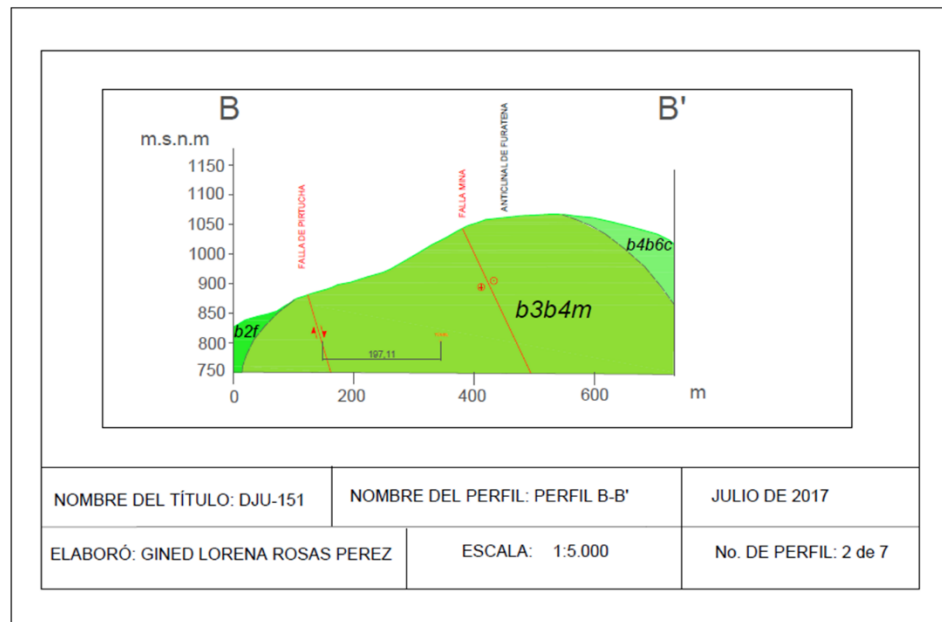 B
B'
m.s.n.m
1150
1100
1050
1000
900
850
800
750
FALLA DE PIRTUCHA
FALLA MINA
ANTICLINAL DE FURATENA
b2f
b3b4m
b4b6c
197,11
0
200
400
600
m
NOMBRE DEL TÍTULO: DJU-151
NOMBRE DEL PERFIL: PERFIL B-B'
JULIO DE 2017
ELABORÓ: GINED LORENA ROSAS PEREZ
ESCALA: 1:5.000
No. DE PERFIL: 2 de 7